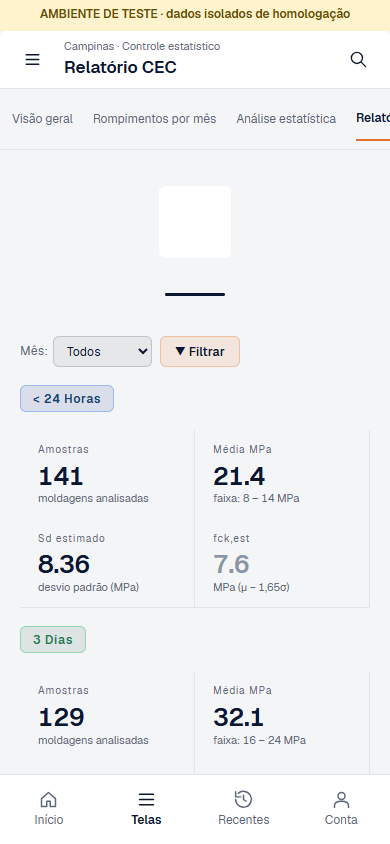 AMBIENTE DE TESTE · dados isolados de homologação
Campinas · Controle estatístico
Relatório CEC
Visão geral
Rompimentos por mês
Análise estatística
Relató
Mês:
Todos
▼ Filtrar
< 24 Horas
Amostras
141
moldagens analisadas
Média MPa
21.4
faixa: 8 – 14 MPa
Sd estimado
8.36
desvio padrão (MPa)
fck,est
7.6
MPa (μ – 1,65σ)
3 Dias
Amostras
129
moldagens analisadas
Média MPa
32.1
faixa: 16 – 24 MPa
Início
Telas
Recentes
Conta